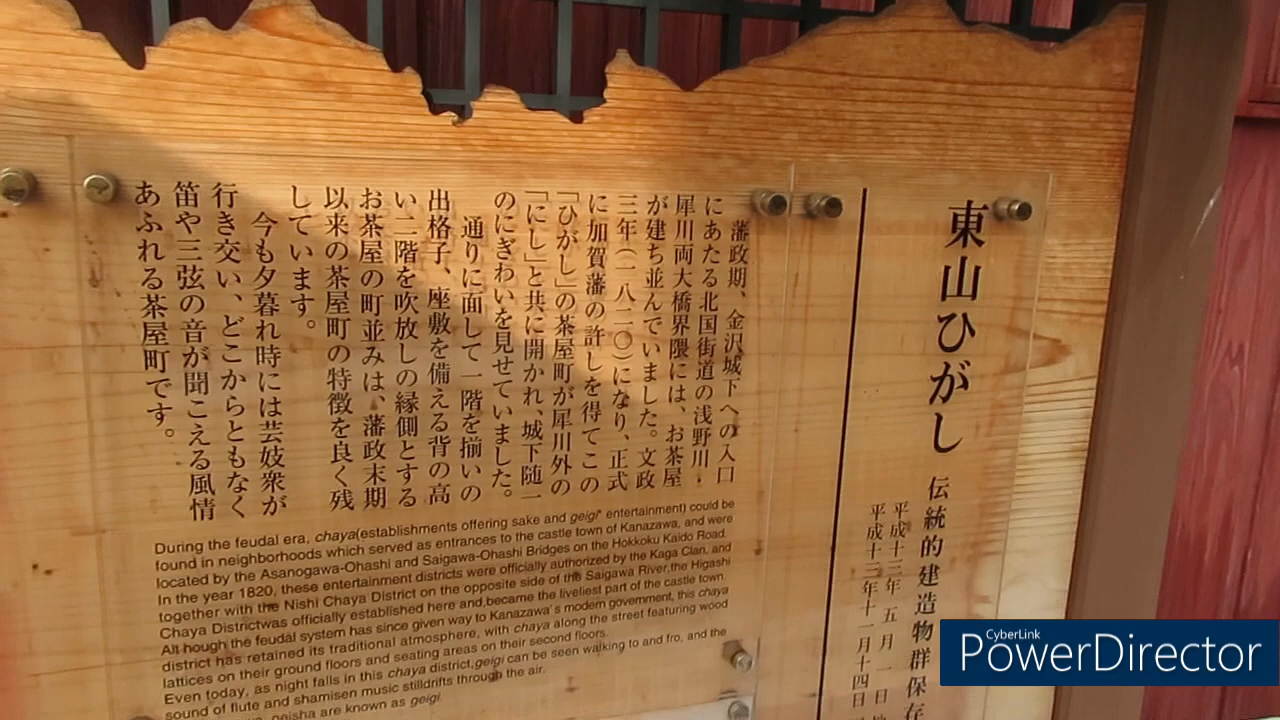 東山ひがし
伝統的建造物群保存
平成十三年 五月 一日
平成十三年十一月十四日
藩政期、金沢城下への入口
にあたる北国街道の浅野川・
犀川両大橋界隈には、お茶屋
が建ち並んでいました。文政
三年(一八二〇)になり、正式
に加賀藩の許しを得てこの
「ひがし」の茶屋町が犀川外の
「にし」と共に開かれ、城下随一
のにぎわいを見せていました。
通りに面して一階を揃いの
出格子、座敷を備える背の高
い二階を吹放しの縁側とする
お茶屋の町並みは、藩政末期
以来の茶屋町の特徴を良く残
しています。
今も夕暮れ時には芸妓衆が
行き交い、どこからともなく
笛や三弦の音が聞こえる風情
あふれる茶屋町です。
During the feudal era, chaya(establishments offering sake and geigi* entertainment) could be
found in neighborhoods which served as entrances to the castle town of Kanazawa, and were
located by the Asanogawa-Ohashi and Saigawa-Ohashi Bridges on the Hokkoku Kaido Road.
In the year 1820, these entertainment districts were officially authorized by the Kaga Clan, and
together with the Nishi Chaya District on the opposite side of the Saigawa River,the Higashi
Chaya Districtwas officially established here and,became the liveliest part of the castle town.
Alt hough the feudal system has since given way to Kanazawa's modern government, this chaya
district has retained its traditional atmosphere, with chaya along the street featuring wood
lattices on their ground floors and seating areas on their second floors.
Even today, as night falls in this chaya district,geigi can be seen walking to and fro, and the
sound of flute and shamisen music stilldrifts through the air.
geisha are known as geigi.
CyberLink
PowerDirector